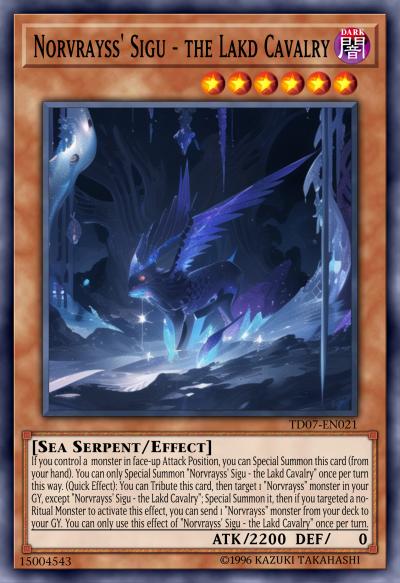 Norvrayss' Sigu - the Lakd Cavalry
DARK
闇
TD07-EN021
[Sea Serpent/Effect]
If you control a monster in face-up Attack Position, you can Special Summon this card (from
your hand). You can only Special Summon "Norvrayss' Sigu - the Lakd Cavalry" once per turn
this way. (Quick Effect): You can Tribute this card, then target 1 "Norvrayss" monster in your
GY, except "Norvrayss' Sigu - the Lakd Cavalry"; Special Summon it, then if you targeted a no-
Ritual Monster to activate this effect, you can send 1 "Norvrayss" monster from your deck to
your GY. You can only use this effect of "Norvrayss' Sigu - the Lakd Cavalry" once per turn.
ATK/2200 DEF/ 0
15004543
©1996 KAZUKI TAKAHASHI